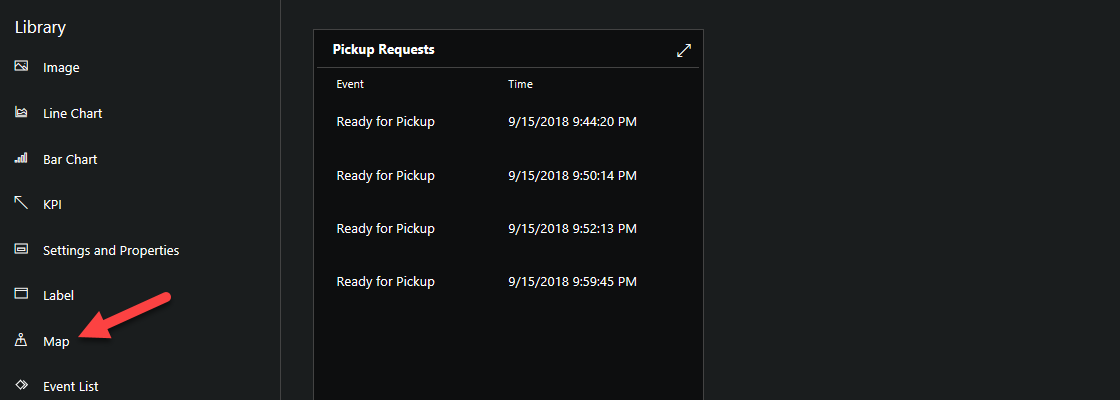 Library
Image
Line Chart
Bar Chart
KPI
Settings and Properties
Label
Map
Event List
Pickup Requests
Event Time
Ready for Pickup 9/15/2018 9:44:20 PM
Ready for Pickup 9/15/2018 9:50:14 PM
Ready for Pickup 9/15/2018 9:52:13 PM
Ready for Pickup 9/15/2018 9:59:45 PM